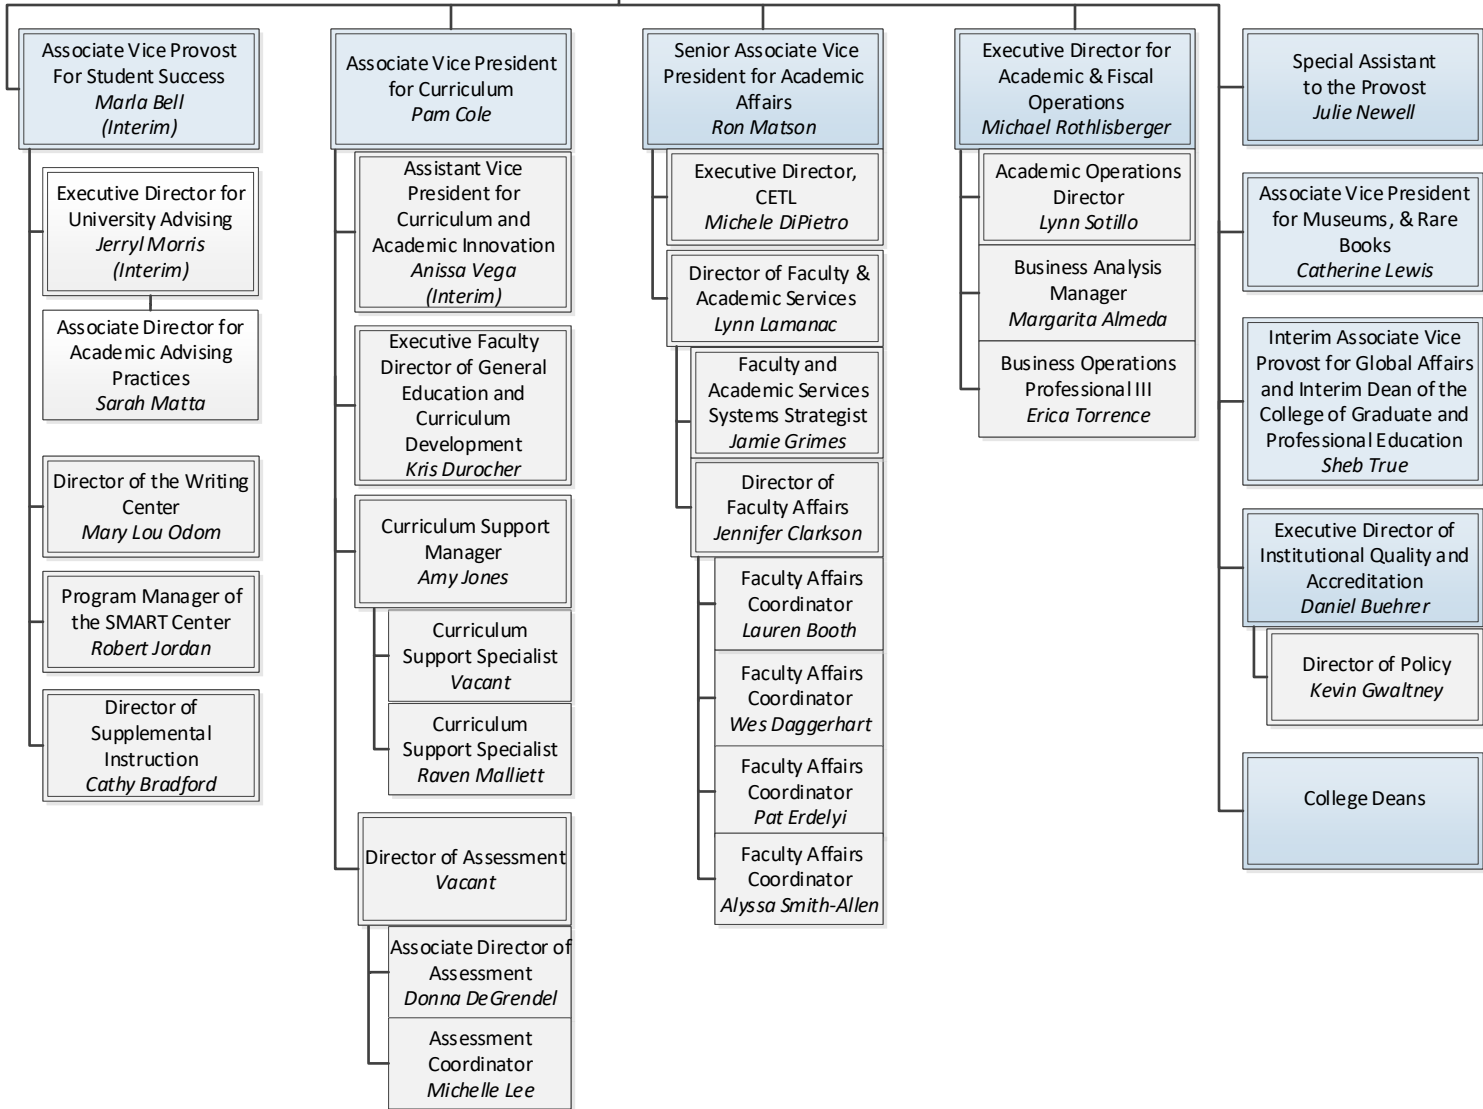 Associate Vice Provost
For Student Success
Marla Bell
(Interim)
Executive Director for
University Advising
Jerryl Morris
(Interim)
Associate Director for
Academic Advising
Practices
Sarah Matta
Director of the Writing
Center
Mary Lou Odom
Program Manager of
the SMART Center
Robert Jordan
Director of
Supplemental
Instruction
Cathy Bradford
Associate Vice President
for Curriculum
Pam Cole
Assistant Vice
President for
Curriculum and
Academic Innovation
Anissa Vega
(Interim)
Executive Faculty
Director of General
Education and
Curriculum
Development
Kris Durocher
Curriculum Support
Manager
Amy Jones
Curriculum
Support Specialist
Vacant
Curriculum
Support Specialist
Raven Malliett
Director of Assessment
Vacant
Associate Director of
Assessment
Donna DeGrendel
Assessment
Coordinator
Michelle Lee
Senior Associate Vice
President for Academic
Affairs
Ron Matson
Executive Director,
CETL
Michele DiPietro
Director of Faculty &
Academic Services
Lynn Lamanac
Faculty and
Academic Services
Systems Strategist
Jamie Grimes
Director of
Faculty Affairs
Jennifer Clarkson
Faculty Affairs
Coordinator
Lauren Booth
Faculty Affairs
Coordinator
Wes Daggerhart
Faculty Affairs
Coordinator
Pat Erdelyi
Faculty Affairs
Coordinator
Alyssa Smith-Allen
Executive Director for
Academic & Fiscal
Operations
Michael Rothlisberger
Academic Operations
Director
Lynn Sotillo
Business Analysis
Manager
Margarita Almeda
Business Operations
Professional III
Erica Torrence
Special Assistant
to the Provost
Julie Newell
Associate Vice President
for Museums, & Rare
Books
Catherine Lewis
Interim Associate Vice
Provost for Global Affairs
and Interim Dean of the
College of Graduate and
Professional Education
Sheb True
Executive Director of
Institutional Quality and
Accreditation
Daniel Buehrer
Director of Policy
Kevin Gwaltney
College Deans